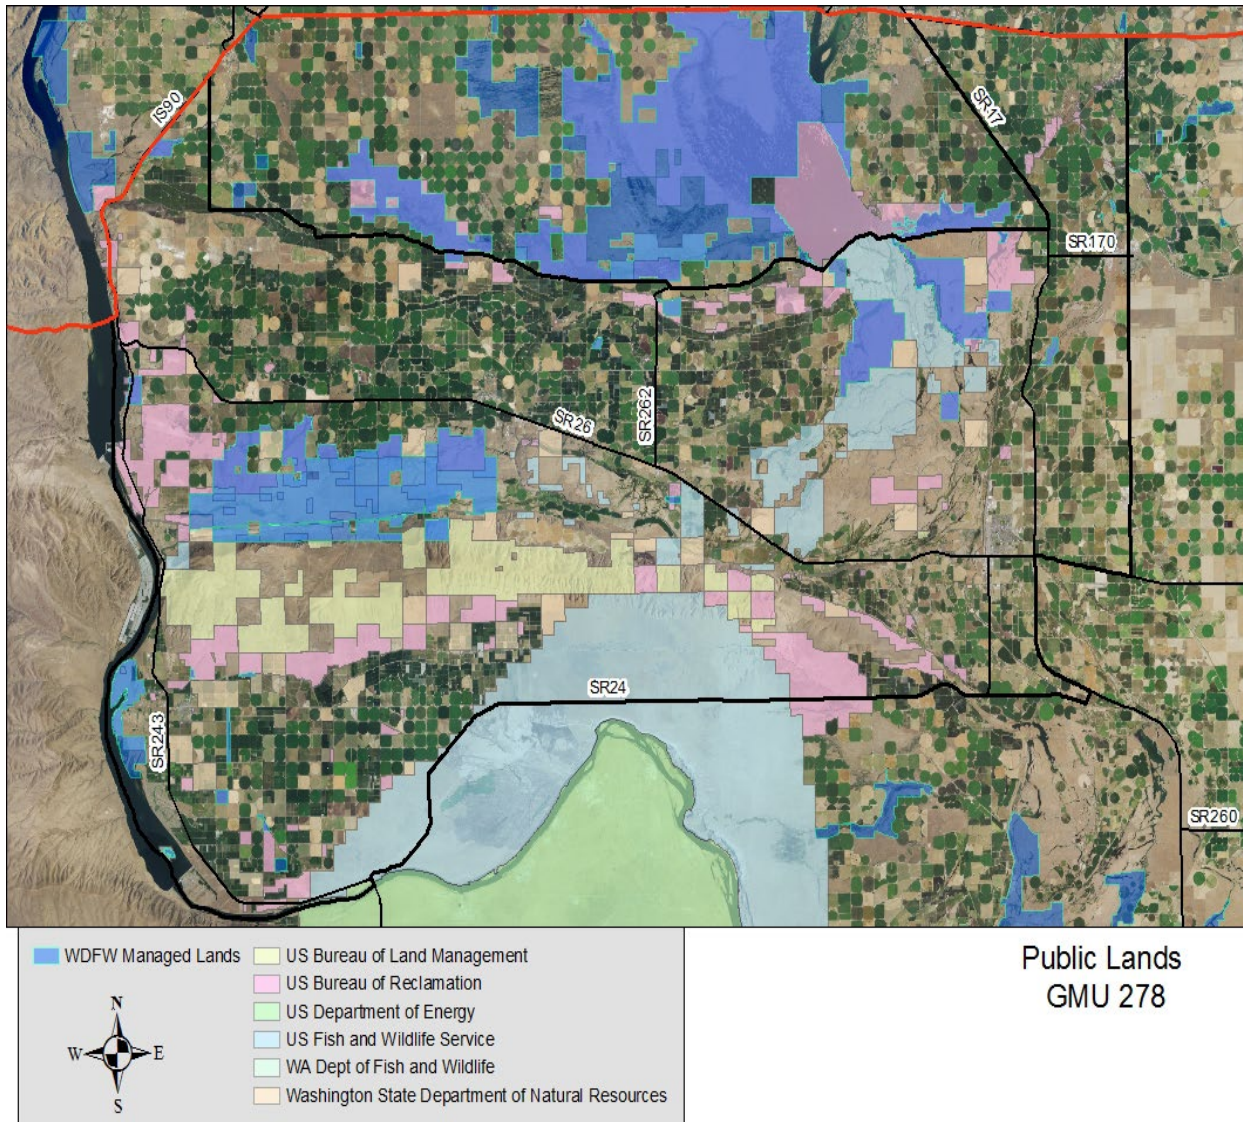 IS90
SR17
SR170
SR26
SR262
SR24
SR243
SR260
WDFW Managed Lands
US Bureau of Land Management
US Bureau of Reclamation
US Department of Energy
US Fish and Wildlife Service
WA Dept of Fish and Wildlife
Washington State Department of Natural Resources
N
W
E
S
Public Lands
GMU 278